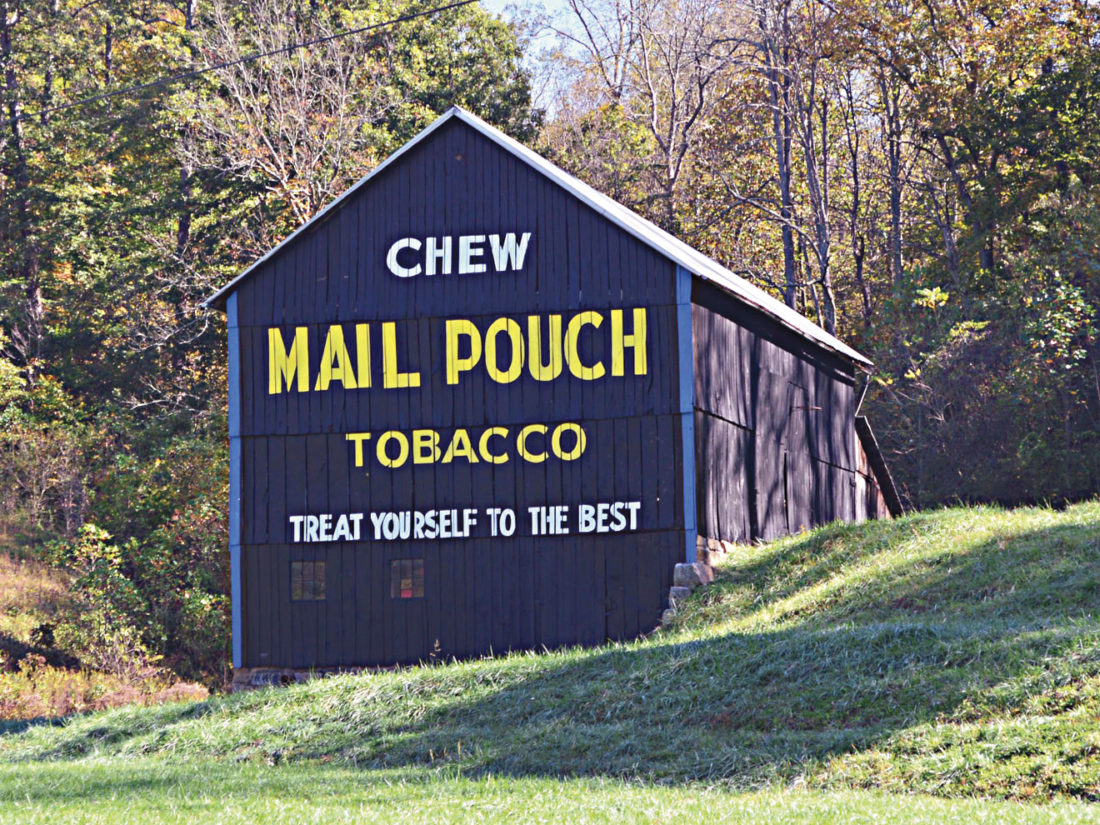 CHEW
MAIL POUCH
TOBACCO
TREAT YOURSELF TO THE BEST